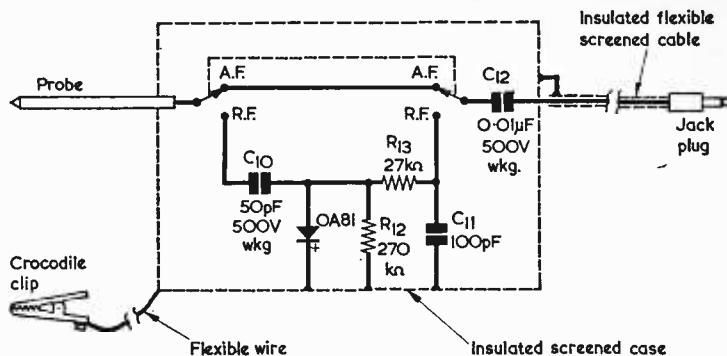 Insulated flexible
screened cable
Probe
A.F.
A.F.
C12
R.F.
R.F.
0·01µF
500V
wkg.
Jack
plug
R13
27kΩ
C10
50pF
500V
wkg
OA81
+
R12
270
kΩ
C11
100pF
Crocodile
clip
Flexible wire
Insulated screened case